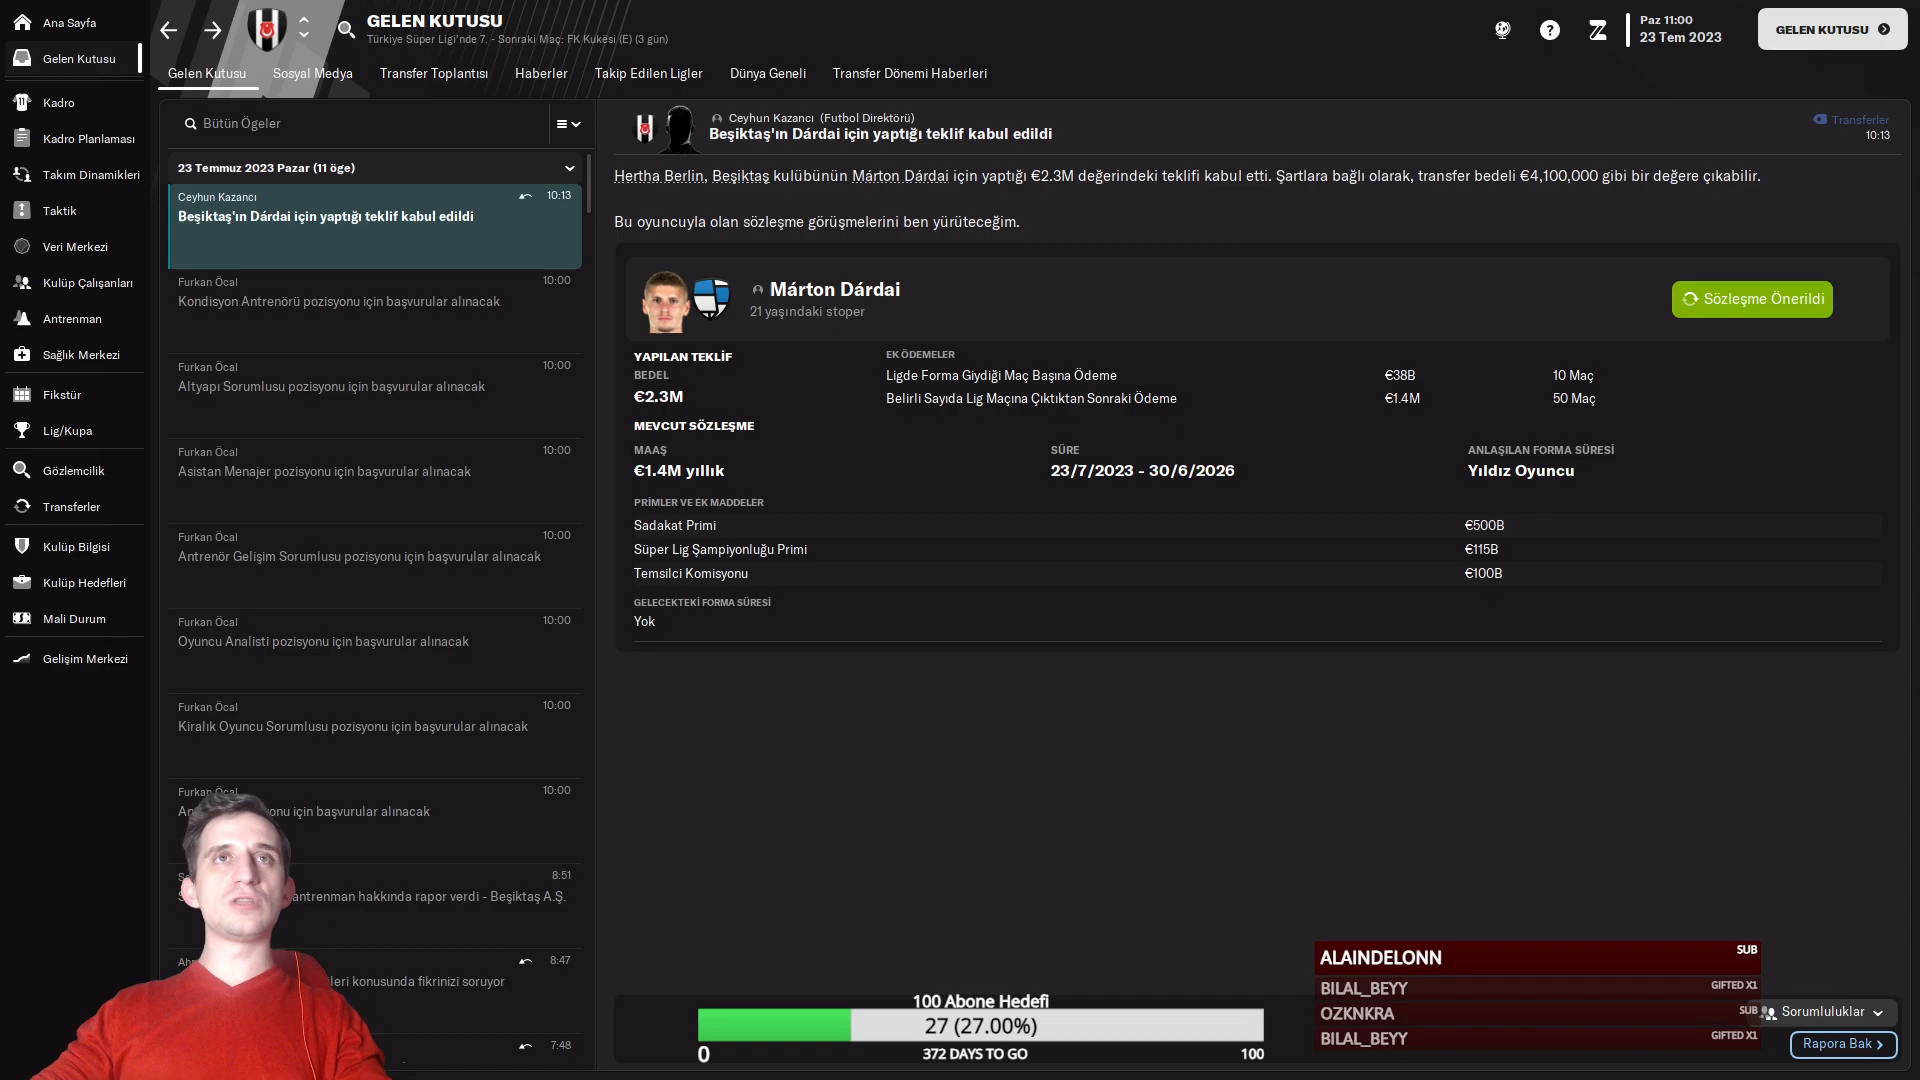 Ana Sayfa
Gelen Kutusu
Kadro
Kadro Planlaması
Takım Dinamikleri
Taktik
Veri Merkezi
Kulüp Çalışanları
Antrenman
Sağlık Merkezi
Fikstür
Lig/Kupa
Gözlemcilik
Transferler
Kulüp Bilgisi
Kulüp Hedefleri
Mali Durum
Gelişim Merkezi
GELEN KUTUSU
Türkiye Süper Ligi'nde 7. - Sonraki Maç: FK Kukësi (E) (3 gün)
Paz 11:00
23 Tem 2023
GELEN KUTUSU
Gelen Kutusu Sosyal Medya Transfer Toplantısı Haberler Takip Edilen Ligler Dünya Geneli Transfer Dönemi Haberleri
Bütün Ögeler
23 Temmuz 2023 Pazar (11 öge)
Ceyhun Kazancı 10:13
Beşiktaş'ın Dárdai için yaptığı teklif kabul edildi
Furkan Öcal 10:00
Kondisyon Antrenörü pozisyonu için başvurular alınacak
Furkan Öcal 10:00
Altyapı Sorumlusu pozisyonu için başvurular alınacak
Furkan Öcal 10:00
Asistan Menajer pozisyonu için başvurular alınacak
Furkan Öcal 10:00
Antrenör Gelişim Sorumlusu pozisyonu için başvurular alınacak
Furkan Öcal 10:00
Oyuncu Analisti pozisyonu için başvurular alınacak
Furkan Öcal 10:00
Kiralık Oyuncu Sorumlusu pozisyonu için başvurular alınacak
Furkan Öcal 10:00
için başvurular alınacak
8:51
antrenman hakkında rapor verdi - Beşiktaş A.Ş.
8:47
konusunda fikrinizi soruyor
7:48
Ceyhun Kazancı (Futbol Direktörü)
Beşiktaş'ın Dárdai için yaptığı teklif kabul edildi
Transferler
10:13
Hertha Berlin, Beşiktaş kulübünün Márton Dárdai için yaptığı €2.3M değerindeki teklifi kabul etti. Şartlara bağlı olarak, transfer bedeli €4,100,000 gibi bir değere çıkabilir.
Bu oyuncuyla olan sözleşme görüşmelerini ben yürüteceğim.
Márton Dárdai
21 yaşındaki stoper
Sözleşme Önerildi
YAPILAN TEKLİF
BEDEL
€2.3M
EK ÖDEMELER
Ligde Forma Giydiği Maç Başına Ödeme €38B 10 Maç
Belirli Sayıda Lig Maçına Çıktıktan Sonraki Ödeme €1.4M 50 Maç
MEVCUT SÖZLEŞME
MAAŞ SÜRE ANLAŞILAN FORMA SÜRESİ
€1.4M yıllık 23/7/2023 - 30/6/2026 Yıldız Oyuncu
PRİMLER VE EK MADDELER
Sadakat Primi €500B
Süper Lig Şampiyonluğu Primi €115B
Temsilci Komisyonu €100B
GELECEKTEKİ FORMA SÜRESİ
Yok
100 Abone Hedefi
27 (27.00%)
0 372 DAYS TO GO 100
ALAINDELONN SUB
BILAL_BEYY GIFTED X1
OZKNKRA SUB
BILAL_BEYY GIFTED X1
Sorumluluklar
Rapora Bak